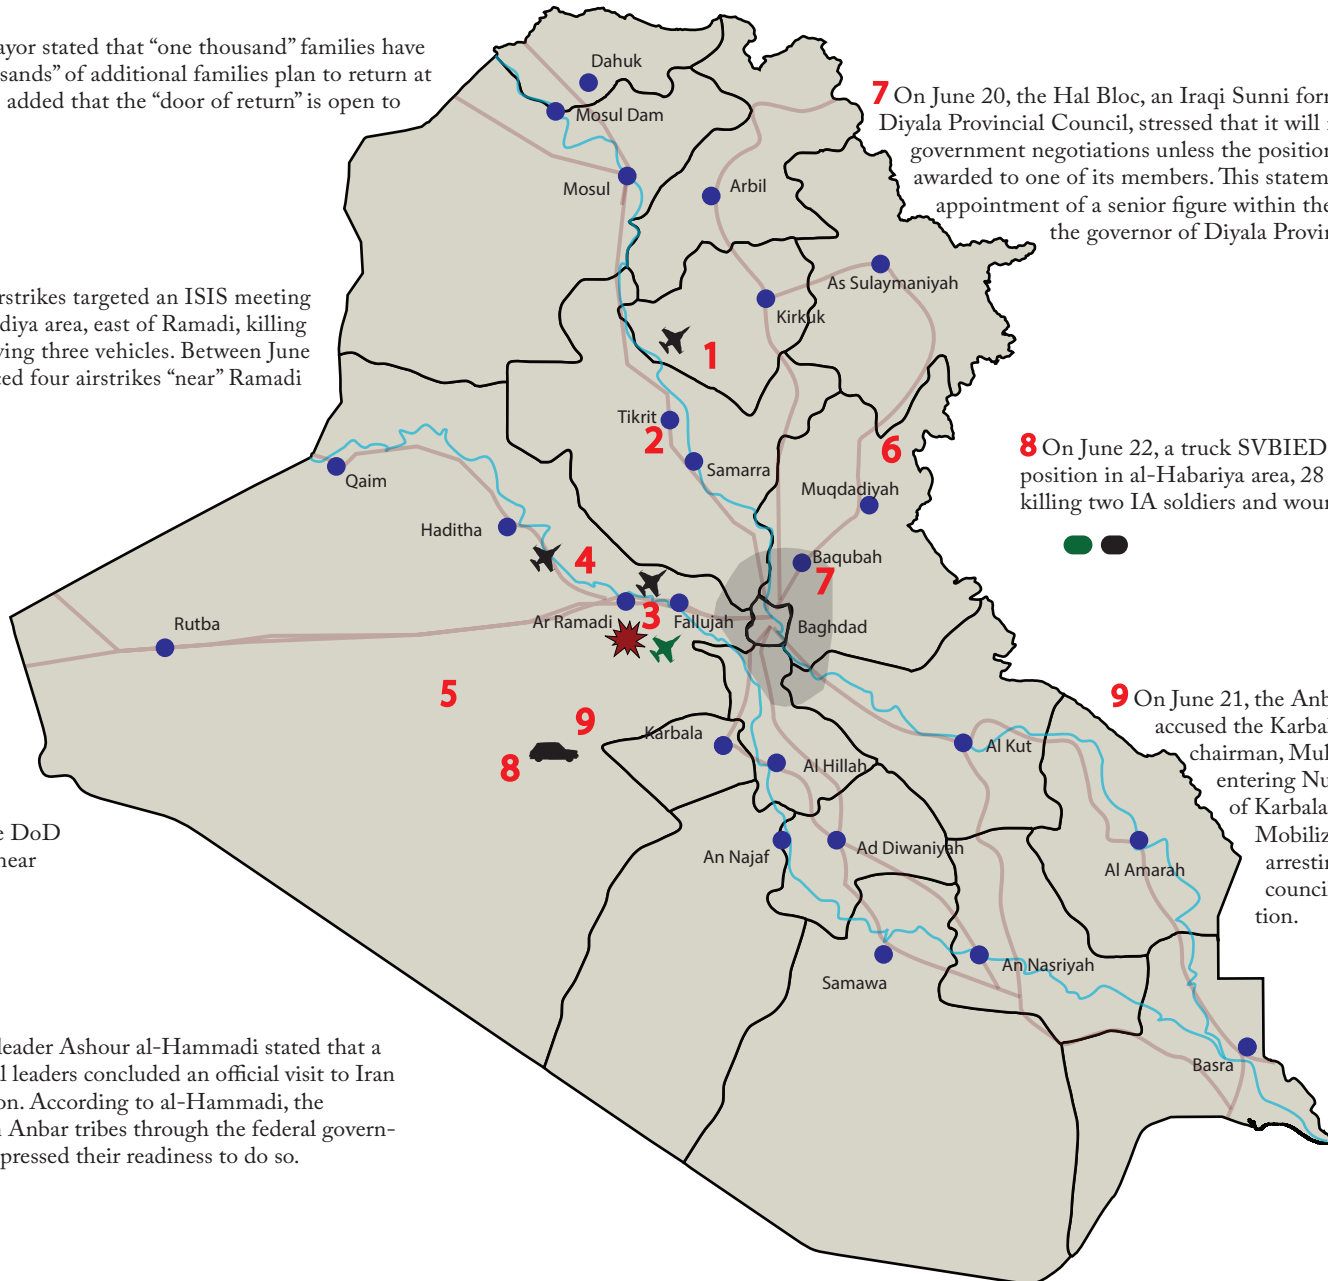 ayor stated that “one thousand” families have
sands” of additional families plan to return at
added that the “door of return” is open to
rstrikes targeted an ISIS meeting
diya area, east of Ramadi, killing
ying three vehicles. Between June
ced four airstrikes “near” Ramadi
e DoD
near
leader Ashour al-Hammadi stated that a
l leaders concluded an official visit to Iran
on. According to al-Hammadi, the
n Anbar tribes through the federal govern-
pressed their readiness to do so.
Dahuk
Mosul Dam
Mosul
Arbil
As Sulaymaniyah
Kirkuk
1
Tikrit
2
Samarra
6
Muqdadiyah
Qaim
Haditha
4
Baqubah
7
Ar Ramadi
3
Fallujah
Baghdad
Rutba
5
9
8
Karbala
Al Hillah
Al Kut
An Najaf
Ad Diwaniyah
Al Amarah
Samawa
An Nasriyah
Basra
7 On June 20, the Hal Bloc, an Iraqi Sunni for
Diyala Provincial Council, stressed that it will
government negotiations unless the position
awarded to one of its members. This statem
appointment of a senior figure within the
the governor of Diyala Provin
8 On June 22, a truck SVBIED
position in al-Habariya area, 28
killing two IA soldiers and woun
9 On June 21, the Anb
accused the Karbal
chairman, Muh
entering Nu
of Karbala
Mobiliz
arrestin
counci
tion.